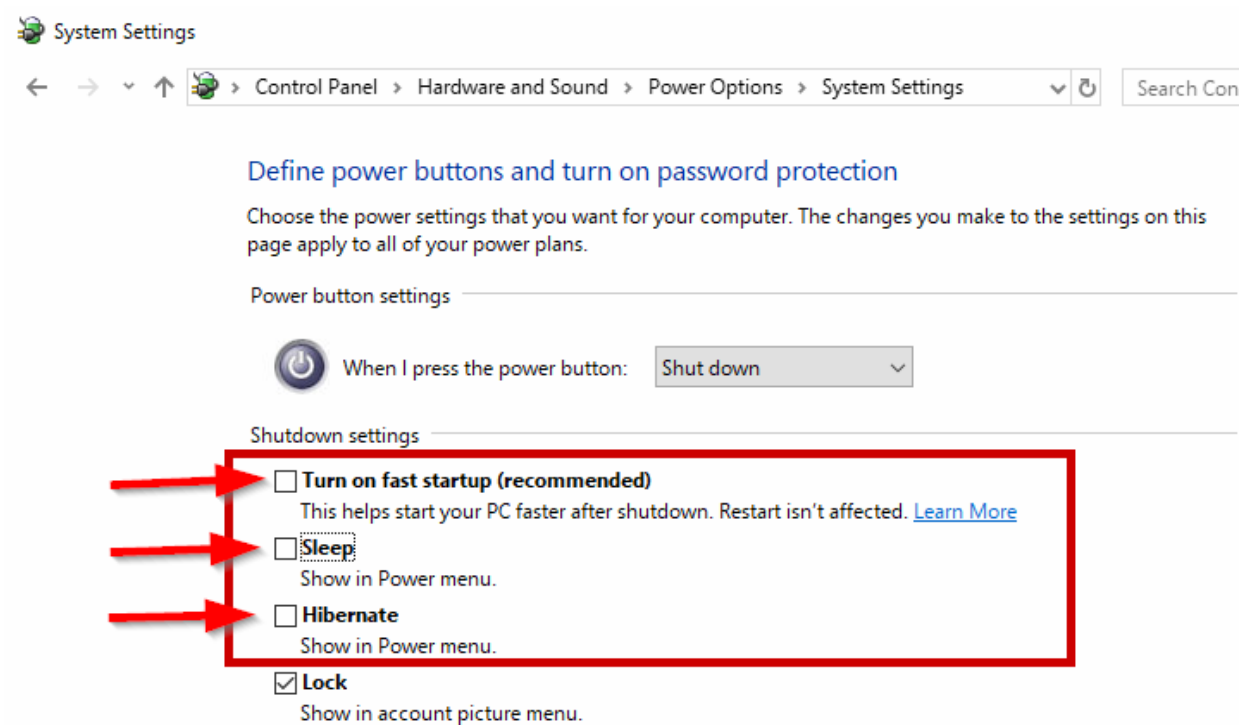 System Settings
Control Panel > Hardware and Sound > Power Options > System Settings
Search Con
Define power buttons and turn on password protection
Choose the power settings that you want for your computer. The changes you make to the settings on this
page apply to all of your power plans.
Power button settings
When I press the power button: Shut down
Shutdown settings
Turn on fast startup (recommended)
This helps start your PC faster after shutdown. Restart isn't affected. Learn More
Sleep
Show in Power menu.
Hibernate
Show in Power menu.
Lock
Show in account picture menu.